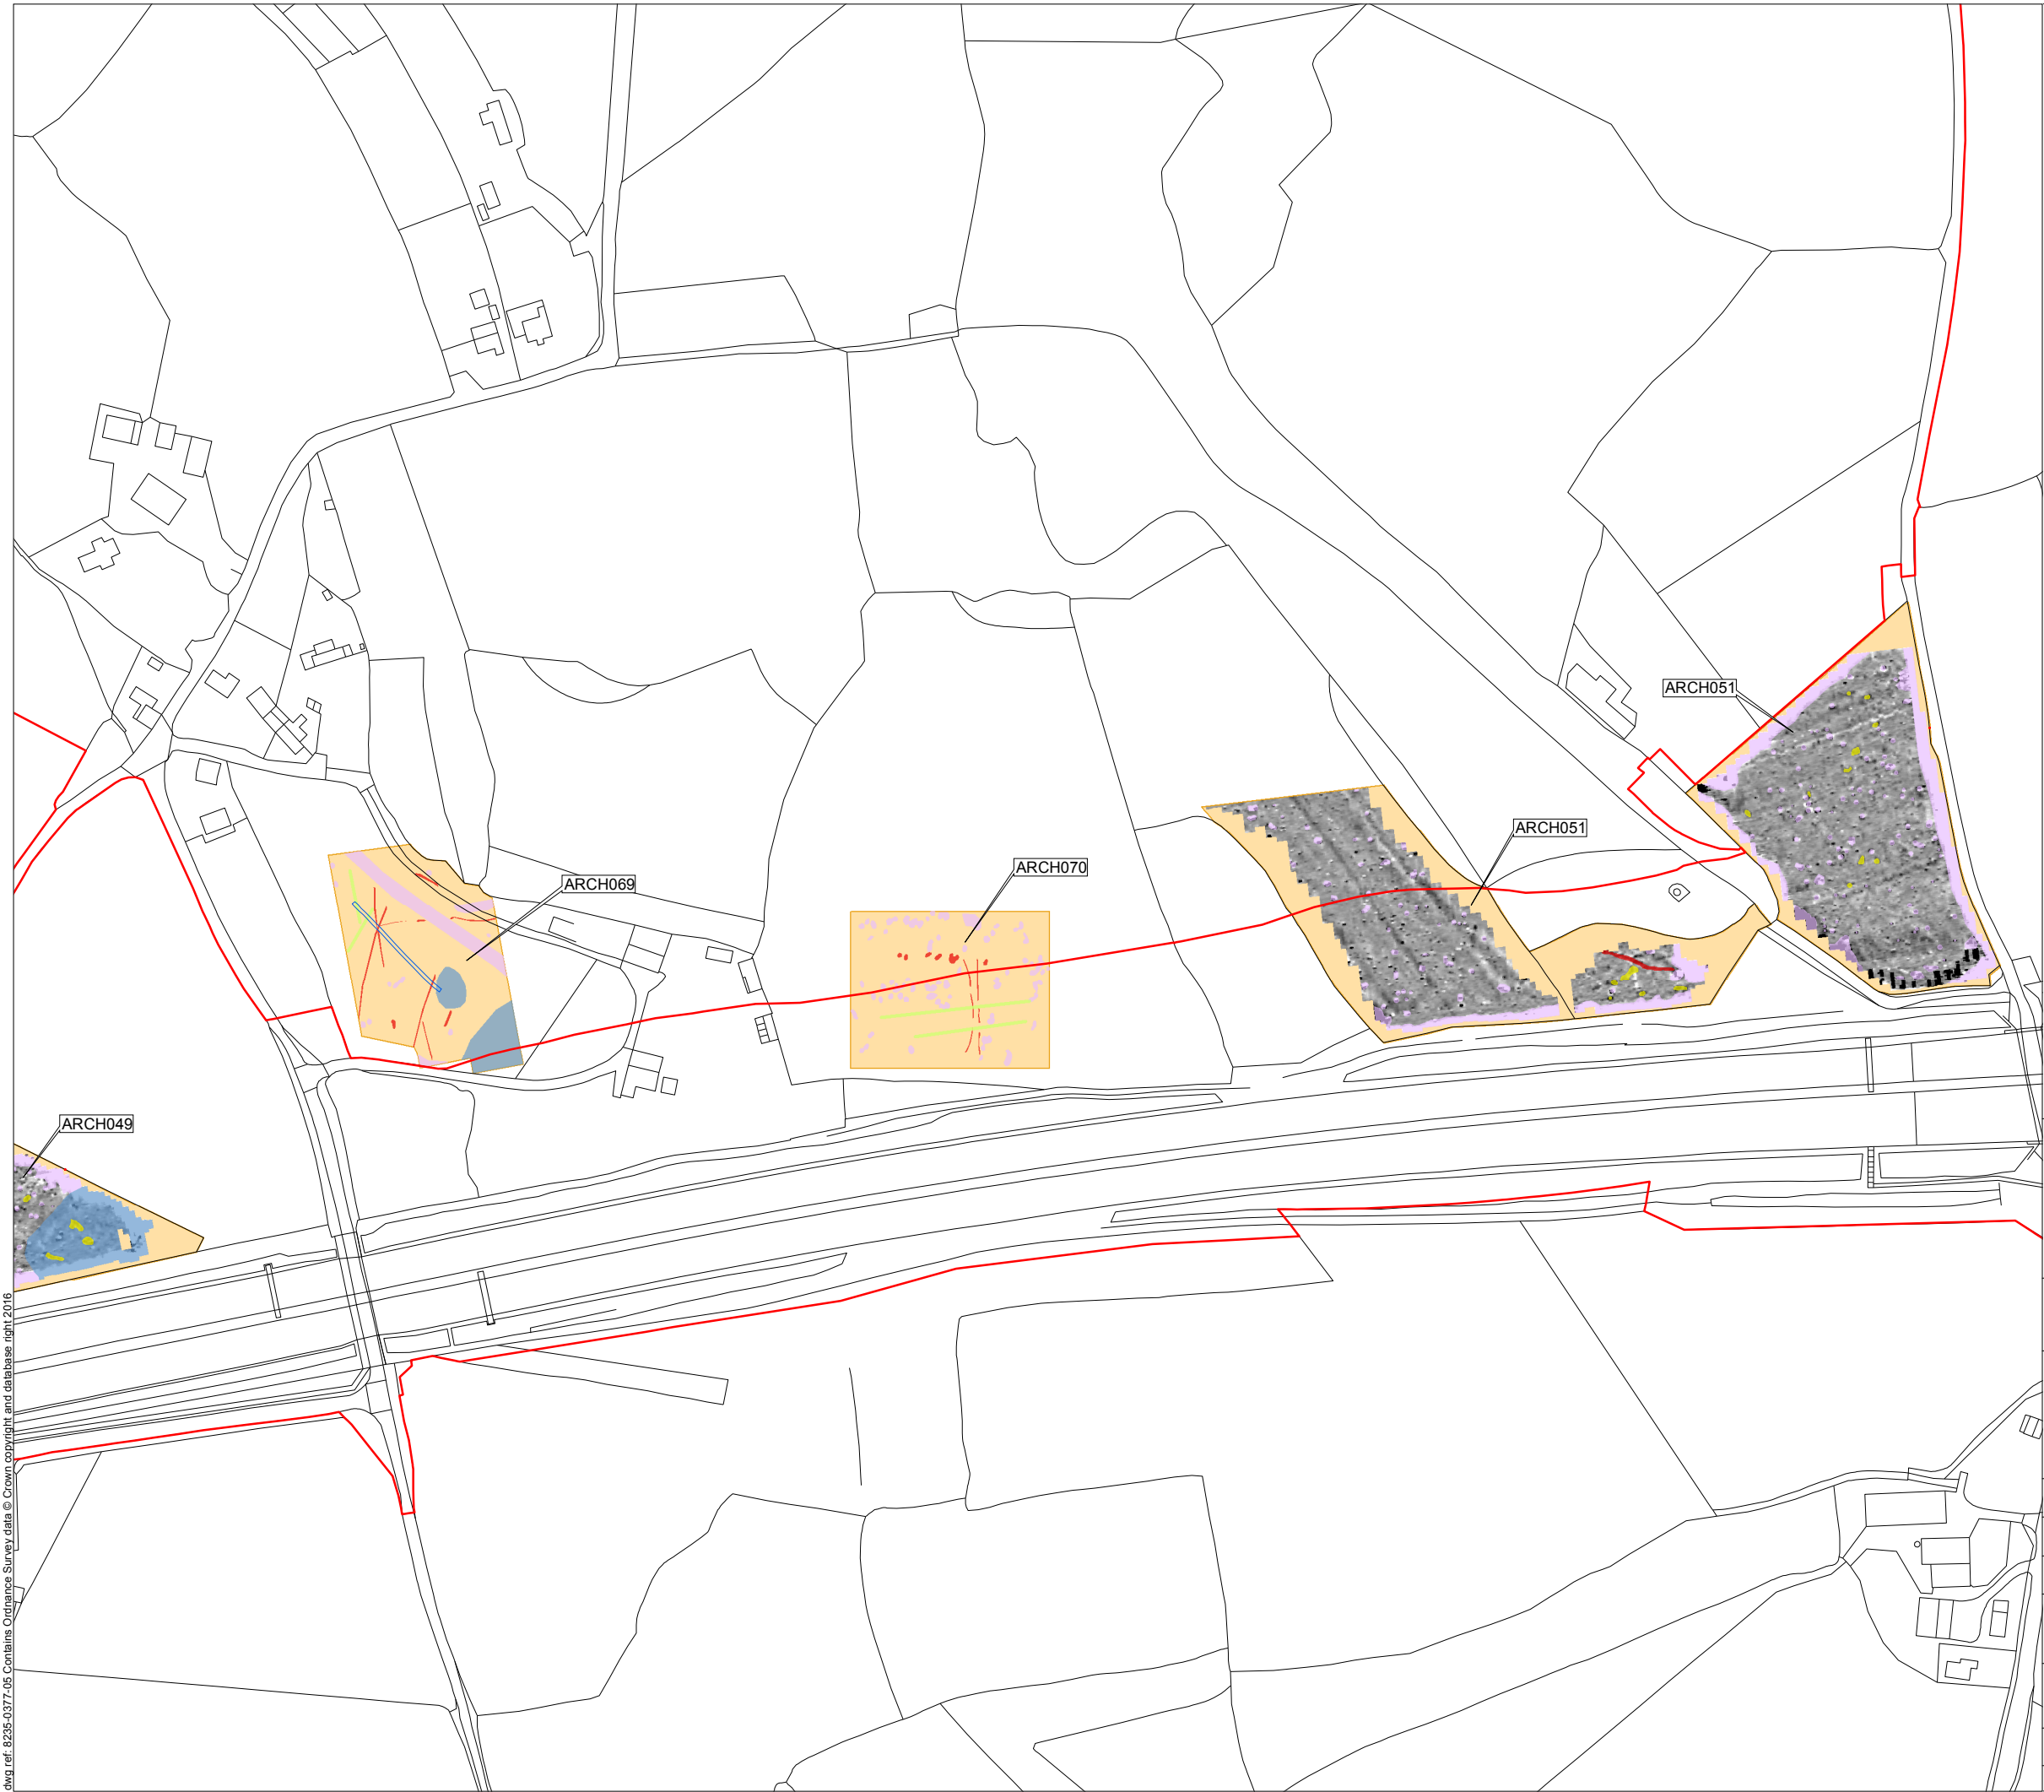 ARCH051
ARCH051
ARCH070
ARCH069
ARCH049
dwg ref: 8235-0377-05 Contains Ordnance Survey data © Crown copyright and database right 2016